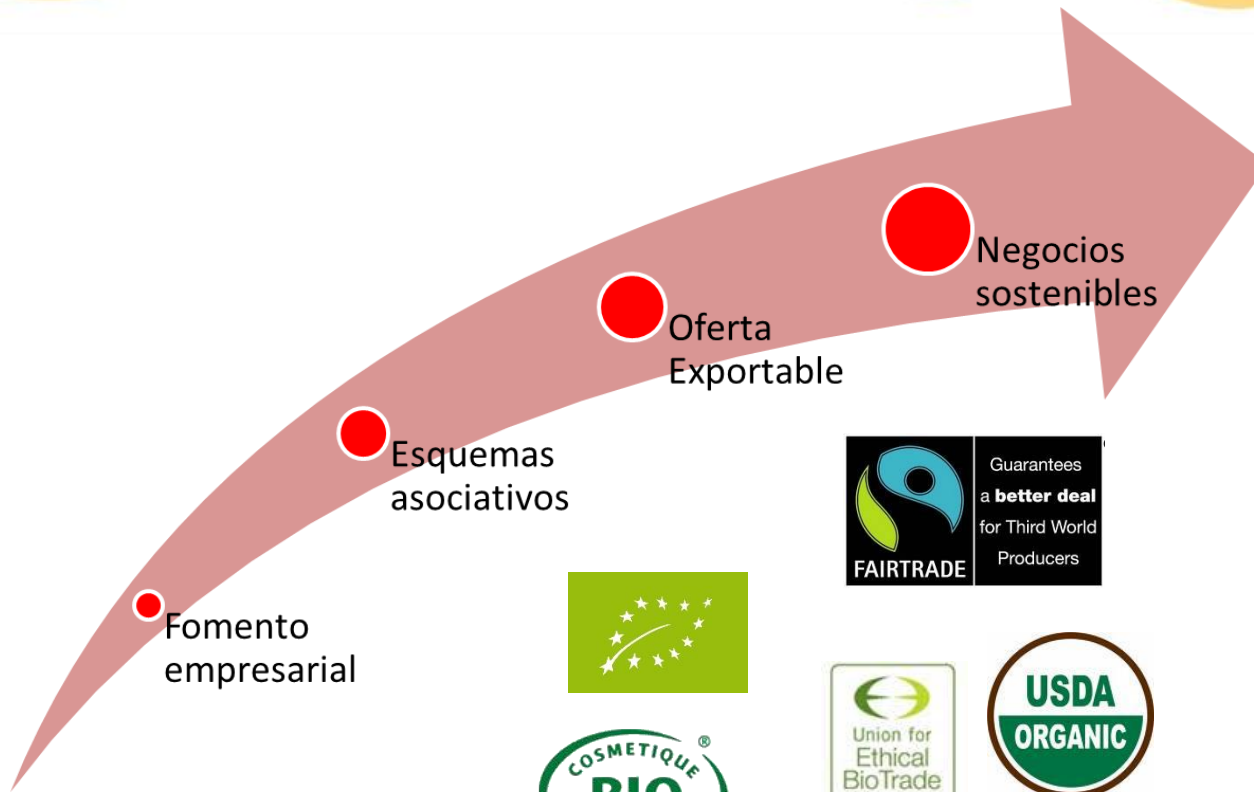 Negocios
sostenibles
Oferta
Exportable
Esquemas
asociativos
Fomento
empresarial
FAIRTRADE
Guarantees
a better deal
for Third World
Producers
USDA
ORGANIC
Union for
Ethical
BioTrade
COSMETIQUE ®
BIO